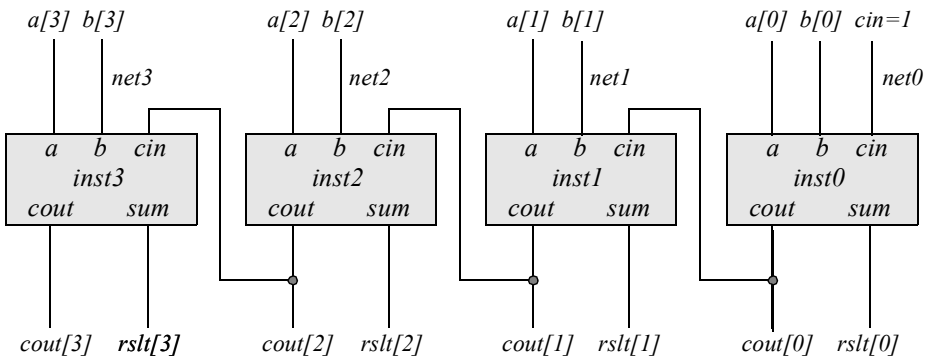 a[3] b[3] a[2] b[2] a[1] b[1] a[0] b[0] cin=1
net3 net2 net1 net0
a b cin a b cin a b cin a b cin
inst3 inst2 inst1 inst0
cout sum cout sum cout sum cout sum
cout[3] rslt[3] cout[2] rslt[2] cout[1] rslt[1] cout[0] rslt[0]